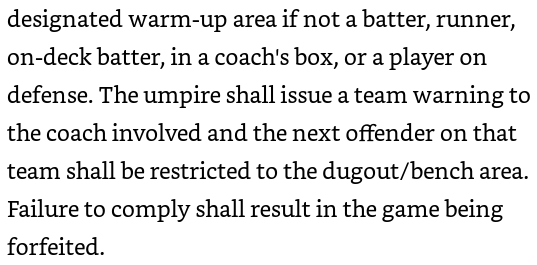 designated warm-up area if not a batter, runner,
on-deck batter, in a coach's box, or a player on
defense. The umpire shall issue a team warning to
the coach involved and the next offender on that
team shall be restricted to the dugout/bench area.
Failure to comply shall result in the game being
forfeited.